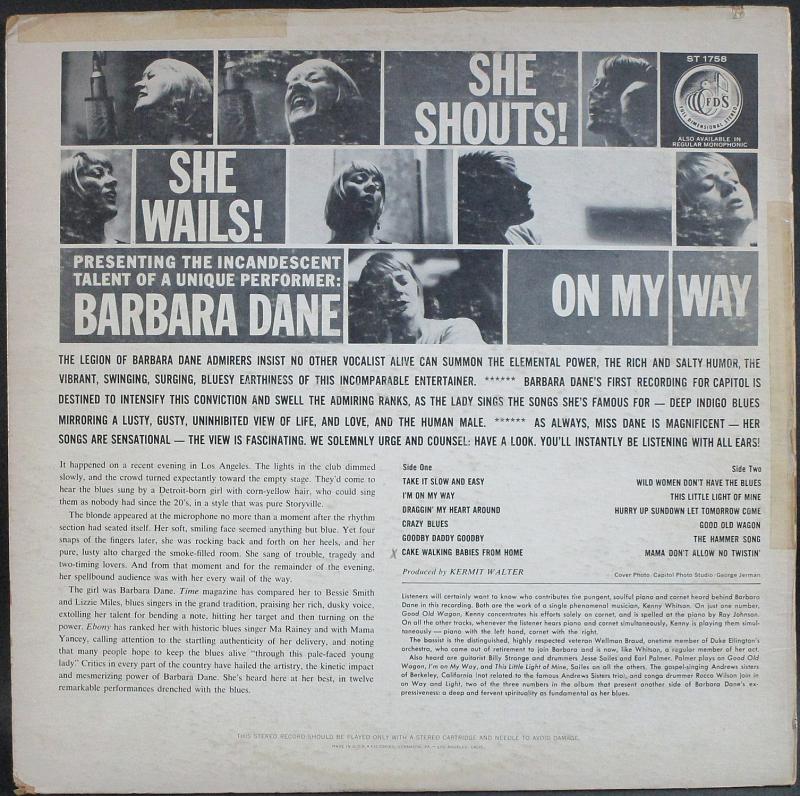 SHE
SHOUTS!
ST 1758
FDS
FULL DIMENSIONAL STEREO
ALSO AVAILABLE IN
REGULAR MONOPHONIC
SHE
WAILS!
PRESENTING THE INCANDESCENT
TALENT OF A UNIQUE PERFORMER:
BARBARA DANE
ON MY WAY
THE LEGION OF BARBARA DANE ADMIRERS INSIST NO OTHER VOCALIST ALIVE CAN SUMMON THE ELEMENTAL POWER, THE RICH AND SALTY HUMOR, THE
VIBRANT, SWINGING, SURGING, BLUESY EARTHINESS OF THIS INCOMPARABLE ENTERTAINER. ****** BARBARA DANE'S FIRST RECORDING FOR CAPITOL IS
DESTINED TO INTENSIFY THIS CONVICTION AND SWELL THE ADMIRING RANKS, AS THE LADY SINGS THE SONGS SHE'S FAMOUS FOR — DEEP INDIGO BLUES
MIRRORING A LUSTY, GUSTY, UNINHIBITED VIEW OF LIFE, AND LOVE, AND THE HUMAN MALE. ****** AS ALWAYS, MISS DANE IS MAGNIFICENT — HER
SONGS ARE SENSATIONAL — THE VIEW IS FASCINATING. WE SOLEMNLY URGE AND COUNSEL: HAVE A LOOK. YOU'LL INSTANTLY BE LISTENING WITH ALL EARS!
It happened on a recent evening in Los Angeles. The lights in the club dimmed
slowly, and the crowd turned expectantly toward the empty stage. They'd come to
hear the blues sung by a Detroit-born girl with corn-yellow hair, who could sing
them as nobody had since the 20's, in a style that was pure Storyville.
The blonde appeared at the microphone no more than a moment after the rhythm
section had seated itself. Her soft, smiling face seemed anything but blue. Yet four
snaps of the fingers later, she was rocking back and forth on her heels, and her
pure, lusty alto charged the smoke-filled room. She sang of trouble, tragedy and
two-timing lovers. And from that moment and for the remainder of the evening,
her spellbound audience was with her every wail of the way.
The girl was Barbara Dane. Time magazine has compared her to Bessie Smith
and Lizzie Miles, blues singers in the grand tradition, praising her rich, dusky voice,
extolling her talent for bending a note, hitting the target and then turning on the
power. Ebony has ranked her with historic blues singer Ma Rainey and with Mama
Yancey, calling attention to the startling authenticity of her delivery, and noting
that many people hope to keep the blues alive "through this pale-faced young
lady" Critics in every part of the country have hailed the artistry, the kinetic impact
and mesmerizing power of Barbara Dane. She's heard here at her best, in twelve
remarkable performances drenched with the blues.
Side One
TAKE IT SLOW AND EASY
I'M ON MY WAY
DRAGGIN' MY HEART AROUND
CRAZY BLUES
GOODBY DADDY GOODBY
X CAKE WALKING BABIES FROM HOME
Side Two
WILD WOMEN DON'T HAVE THE BLUES
THIS LITTLE LIGHT OF MINE
HURRY UP SUNDOWN LET TOMORROW COME
GOOD OLD WAGON
THE HAMMER SONG
MAMA DON'T ALLOW NO TWISTIN'
Produced by KERMIT WALTER
Cover Photo: Capitol Photo Studio - George Jerman
Listeners will certainly want to know who contributes the pungent, soulful piano and cornet heard behind Barbara
Dane in this recording. Both are the work of a single phenomenal musician, Kenny Whitson. On just one number,
Good Old Wagon, Kenny concentrates his efforts solely on cornet, and is spelled at the piano by Ray Johnson.
On all the other tracks, whenever the listener hears piano and cornet simultaneously, Kenny is playing them simul-
taneously — piano with the left hand, cornet with the right.
The bassist is the distinguished, highly respected veteran Wellman Braud, onetime member of Duke Ellington's
orchestra, who came out of retirement to join Barbara and is now, like Whitson, a regular member of her act.
Also heard are guitarist Billy Strange and drummers Jesse Sailes and Earl Palmer. Palmer plays on Good Old
Wagon, I'm on My Way, and This Little Light of Mine, Sailes on all the others. The gospel-singing Andrews sisters
of Berkeley, California (not related to the famous Andrews Sisters trio), and conga drummer Rocco Wilson join in
on Way and Light, two of the three numbers in the album that present another side of Barbara Dane's ex-
pressiveness: a deep and fervent spirituality as fundamental as her blues.
THIS STEREO RECORD SHOULD BE PLAYED ONLY WITH A STEREO CARTRIDGE AND NEEDLE TO AVOID DAMAGE.